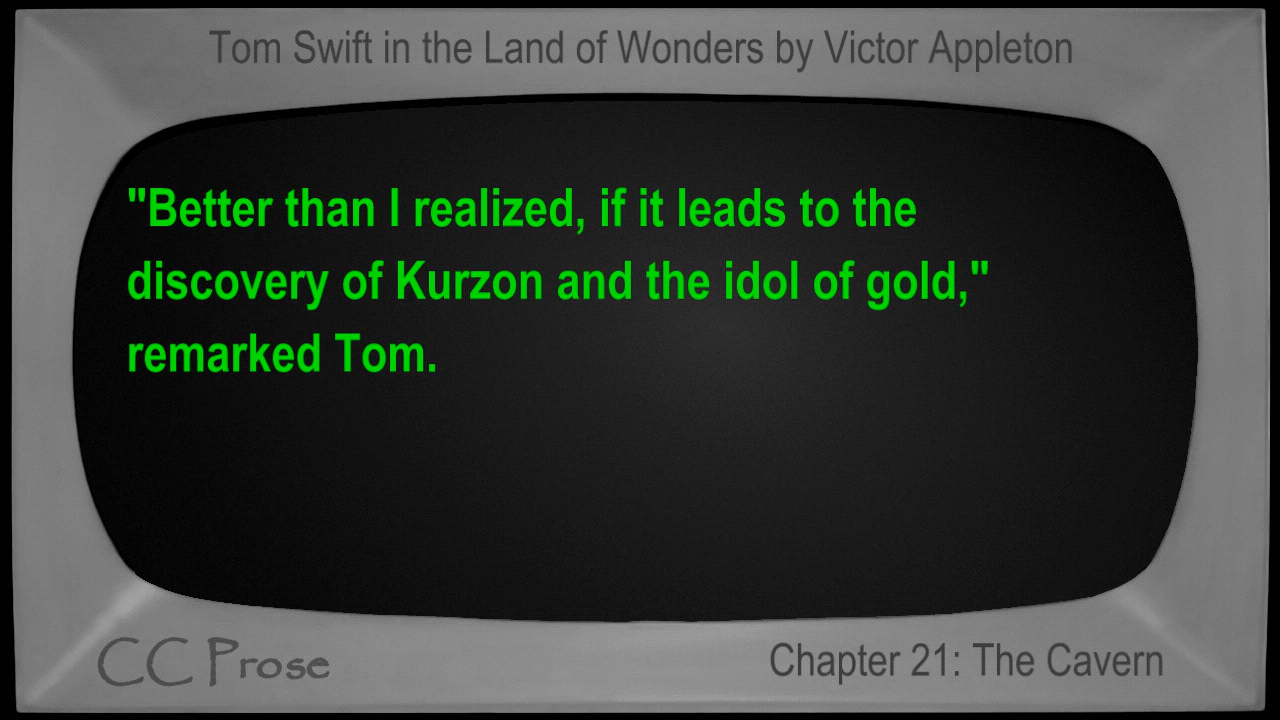 Tom Swift in the Land of Wonders by Victor Appleton
"Better than I realized, if it leads to the
discovery of Kurzon and the idol of gold,"
remarked Tom.
CC Prose
Chapter 21: The Cavern